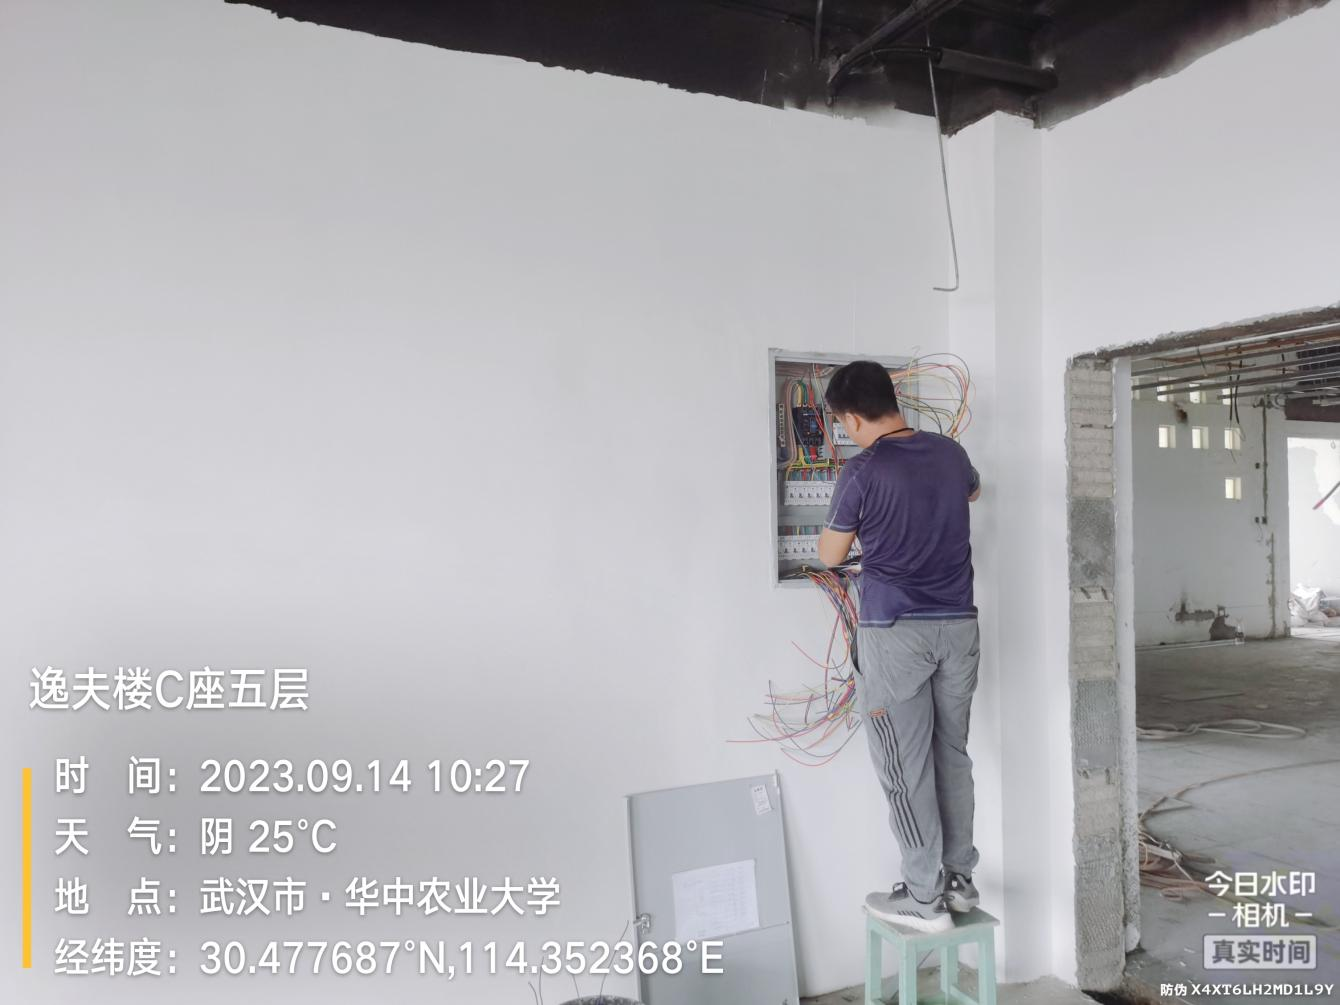 逸夫楼C座五层
时 间：2023.09.14 10:27
天 气：阴 25°C
地 点：武汉市·华中农业大学
经纬度：30.477687°N,114.352368°E
今日水印
-相机-
真实时间
防伪 X4XT6LH2MD1L9Y